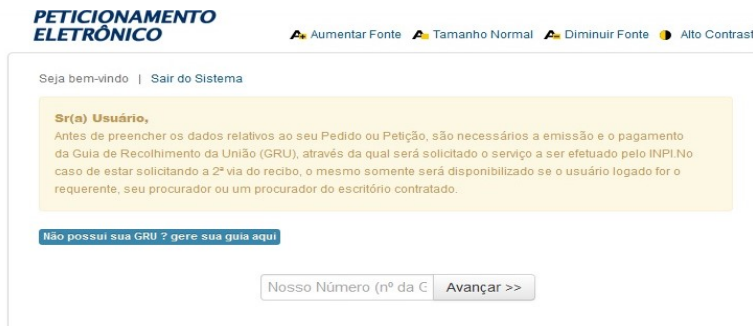 PETICIONAMENTO
ELETRÔNICO
Aumentar Fonte Tamanho Normal Diminuir Fonte Alto Contrast
Seja bem-vindo | Sair do Sistema
Sr(a) Usuário,
Antes de preencher os dados relativos ao seu Pedido ou Petição, são necessários a emissão e o pagamento
da Guia de Recolhimento da União (GRU), através da qual será solicitado o serviço a ser efetuado pelo INPI.No
caso de estar solicitando a 2ª via do recibo, o mesmo somente será disponibilizado se o usuário logado for o
requerente, seu procurador ou um procurador do escritório contratado.
Não possui sua GRU ? gere sua guia aqui
Nosso Número (nº da G Avançar >>